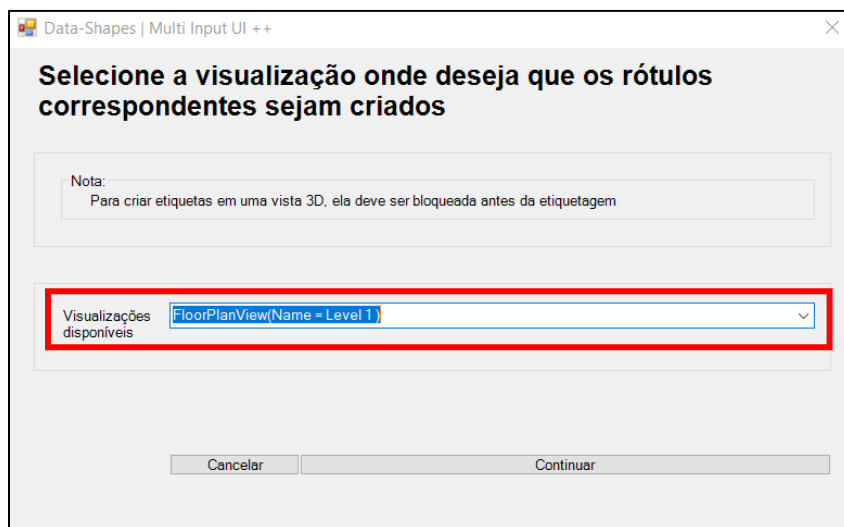 Data-Shapes | Multi Input UI ++
Selecione a visualização onde deseja que os rótulos
correspondentes sejam criados
Nota:
Para criar etiquetas em uma vista 3D, ela deve ser bloqueada antes da etiquetagem
Visualizações
disponíveis
FloorPlanView(Name = Level 1 )
Cancelar
Continuar